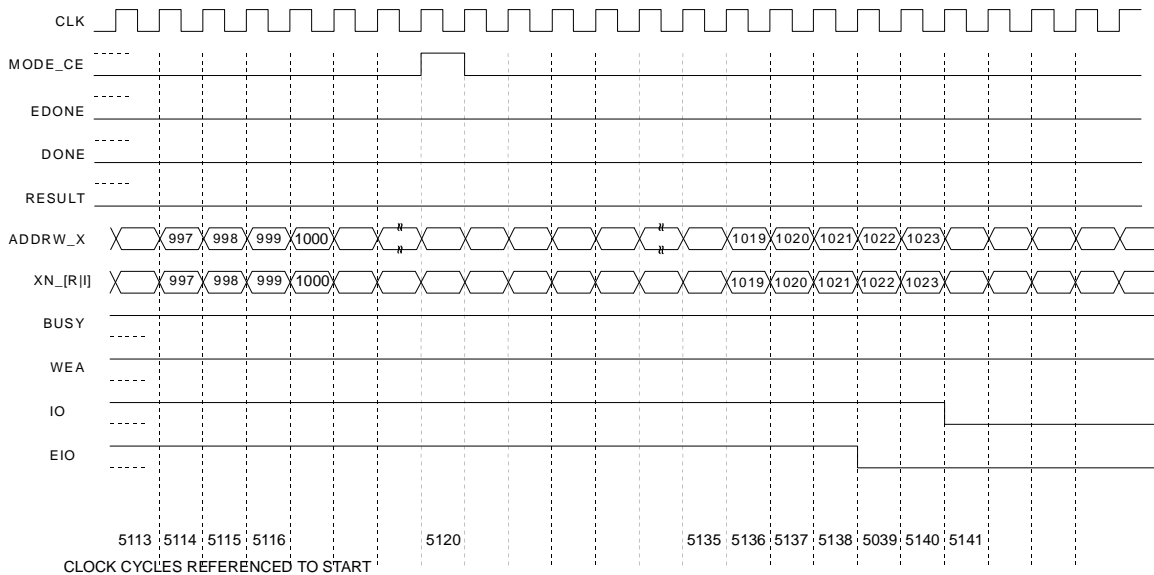 CLK
MODE_CE
EDONE
DONE
RESULT
ADDRW_X 997 998 999 1000 1019 1020 1021 1022 1023
XN_[R|I] 997 998 999 1000 1019 1020 1021 1022 1023
BUSY
WEA
IO
EIO
5113 5114 5115 5116 5120 5135 5136 5137 5138 5039 5140 5141
CLOCK CYCLES REFERENCED TO START